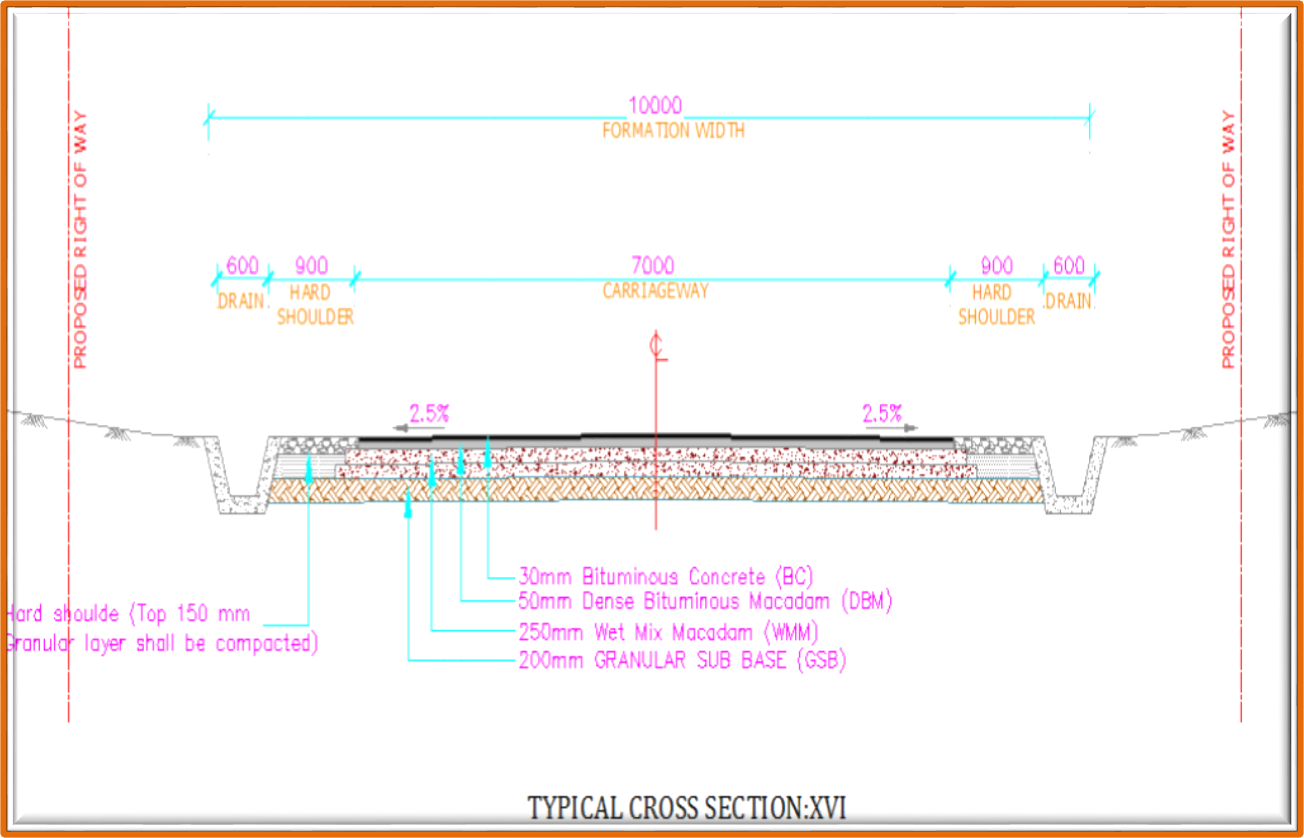 10000
FORMATION WIDTH
PROPOSED RIGHT OF WAY
PROPOSED RIGHT OF WAY
600 900 7000 900 600
DRAIN HARD SHOULDER CARRIAGEWAY HARD SHOULDER DRAIN
℄
2.5% 2.5%
30mm Bituminous Concrete (BC)
50mm Dense Bituminous Macadam (DBM)
250mm Wet Mix Macadam (WMM)
200mm GRANULAR SUB BASE (GSB)
Hard shoulde (Top 150 mm
Granular layer shall be compacted)
TYPICAL CROSS SECTION:XVI